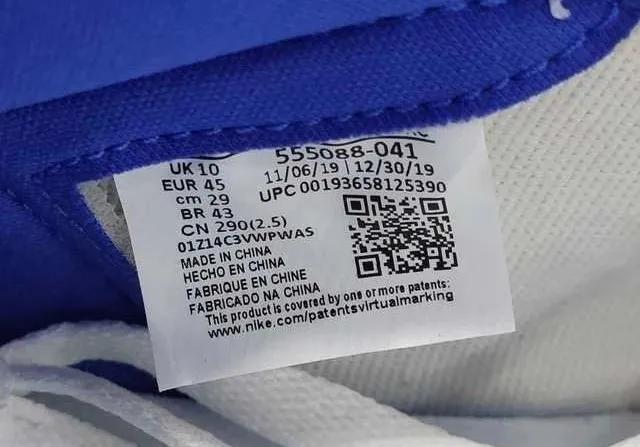 555088-041
UK 10
11/06/19 | 12/30/19
EUR 45
UPC 00193658125390
cm 29
BR 43
CN 290(2.5)
01Z14C3VWPWAS
MADE IN CHINA
HECHO EN CHINA
FABRIQUE EN CHINE
FABRICADO NA CHINA
This product is covered by one or more patents:
www.nike.com/patentsvirtualmarking